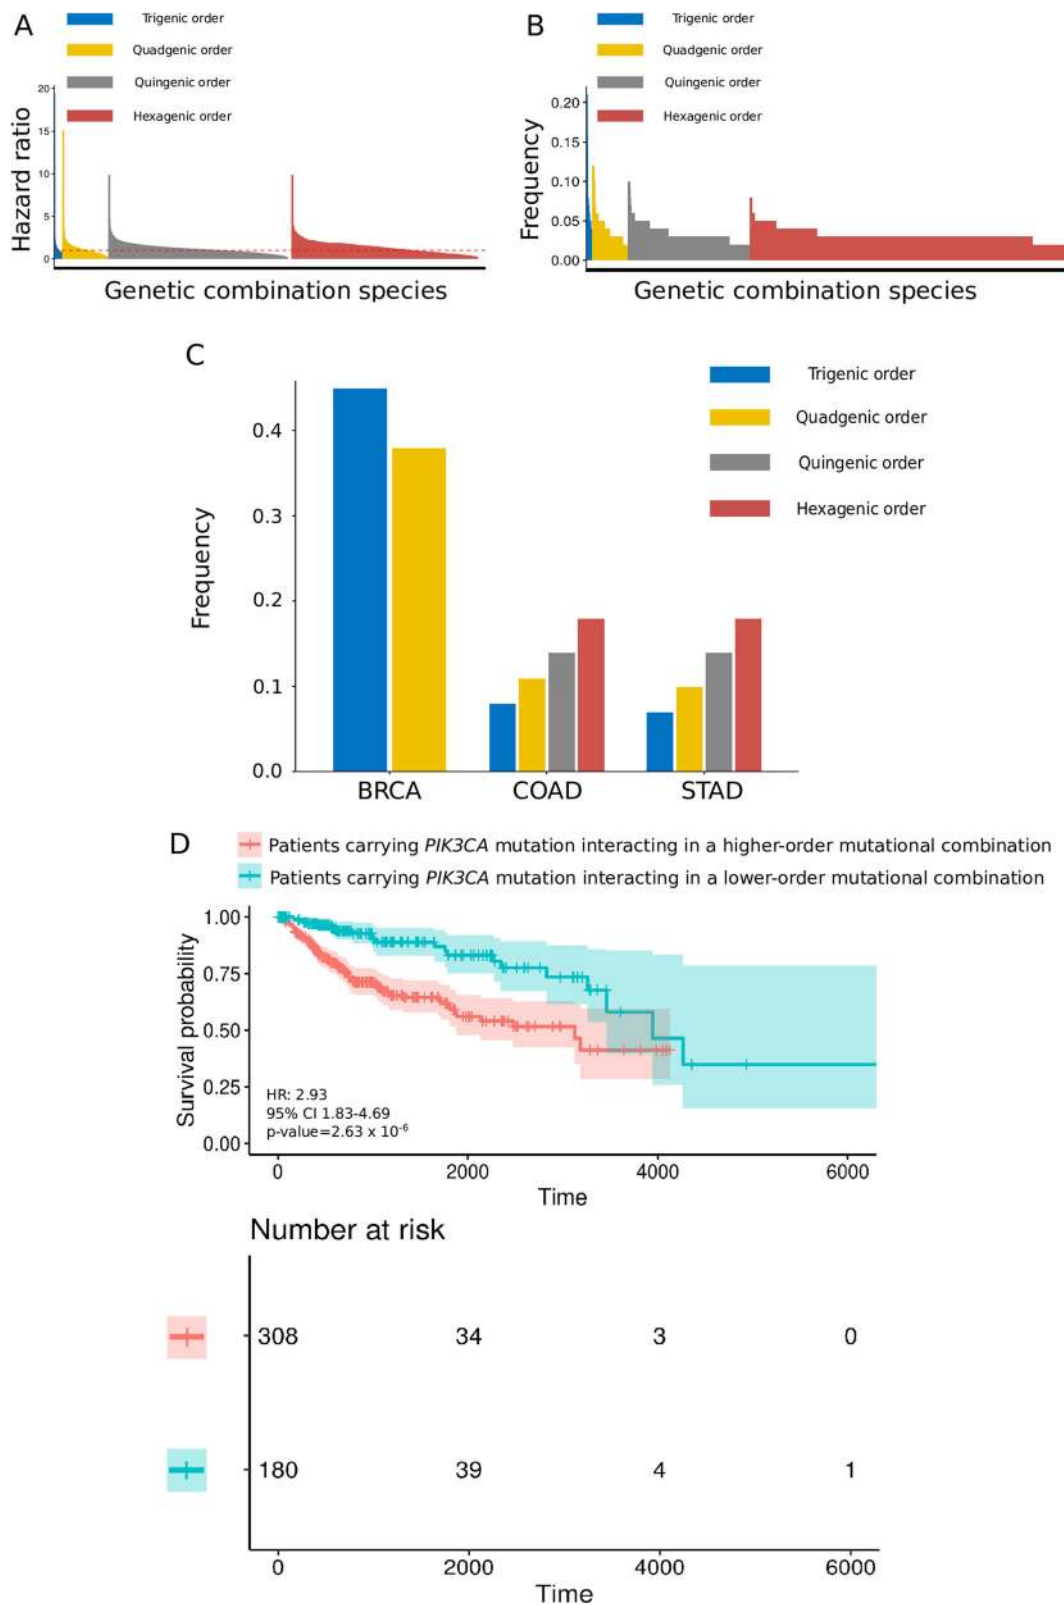 A
Trigenic order
Quadgenic order
Quingenic order
Hexagenic order
Hazard ratio
20
15
10
5
0
Genetic combination species
B
Trigenic order
Quadgenic order
Quingenic order
Hexagenic order
Frequency
0.20
0.15
0.10
0.05
0.00
Genetic combination species
C
Trigenic order
Quadgenic order
Quingenic order
Hexagenic order
Frequency
0.4
0.3
0.2
0.1
0.0
BRCA COAD STAD
D
Patients carrying PIK3CA mutation interacting in a higher-order mutational combination
Patients carrying PIK3CA mutation interacting in a lower-order mutational combination
Survival probability
1.00
0.75
0.50
0.25
0.00
HR: 2.93
95% CI 1.83-4.69
p-value=2.63 x 10⁻⁶
0 2000 4000 6000
Time
Number at risk
308 34 3 0
180 39 4 1
0 2000 4000 6000
Time